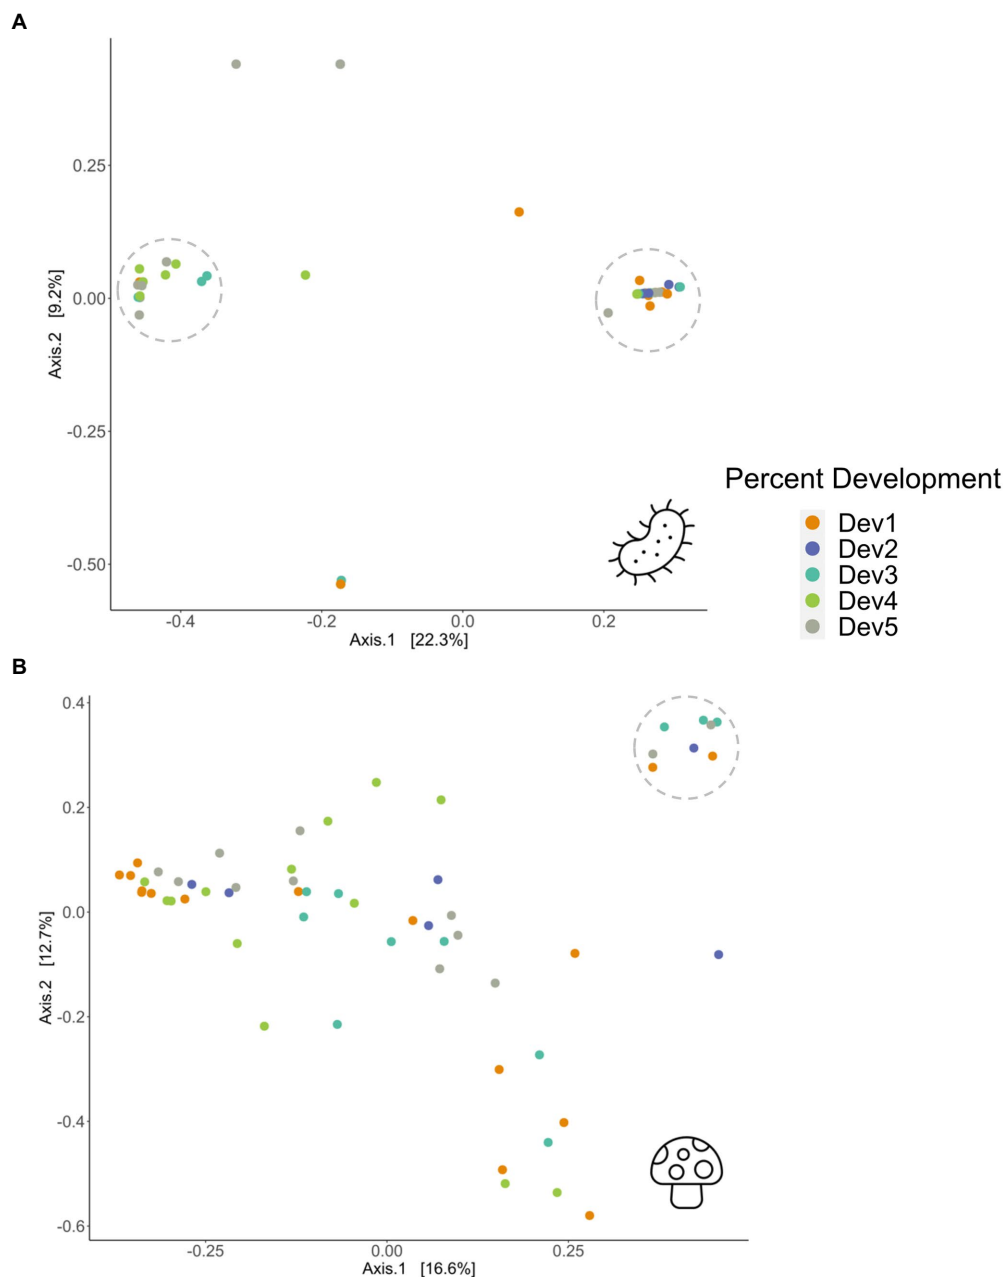 A
0.25
0.00
-0.25
-0.50
Axis.2 [9.2%]
-0.4 -0.2 0.0 0.2
Axis.1 [22.3%]
Percent Development
Dev1
Dev2
Dev3
Dev4
Dev5
B
0.4
0.2
0.0
-0.2
-0.4
-0.6
Axis.2 [12.7%]
-0.25 0.00 0.25
Axis.1 [16.6%]